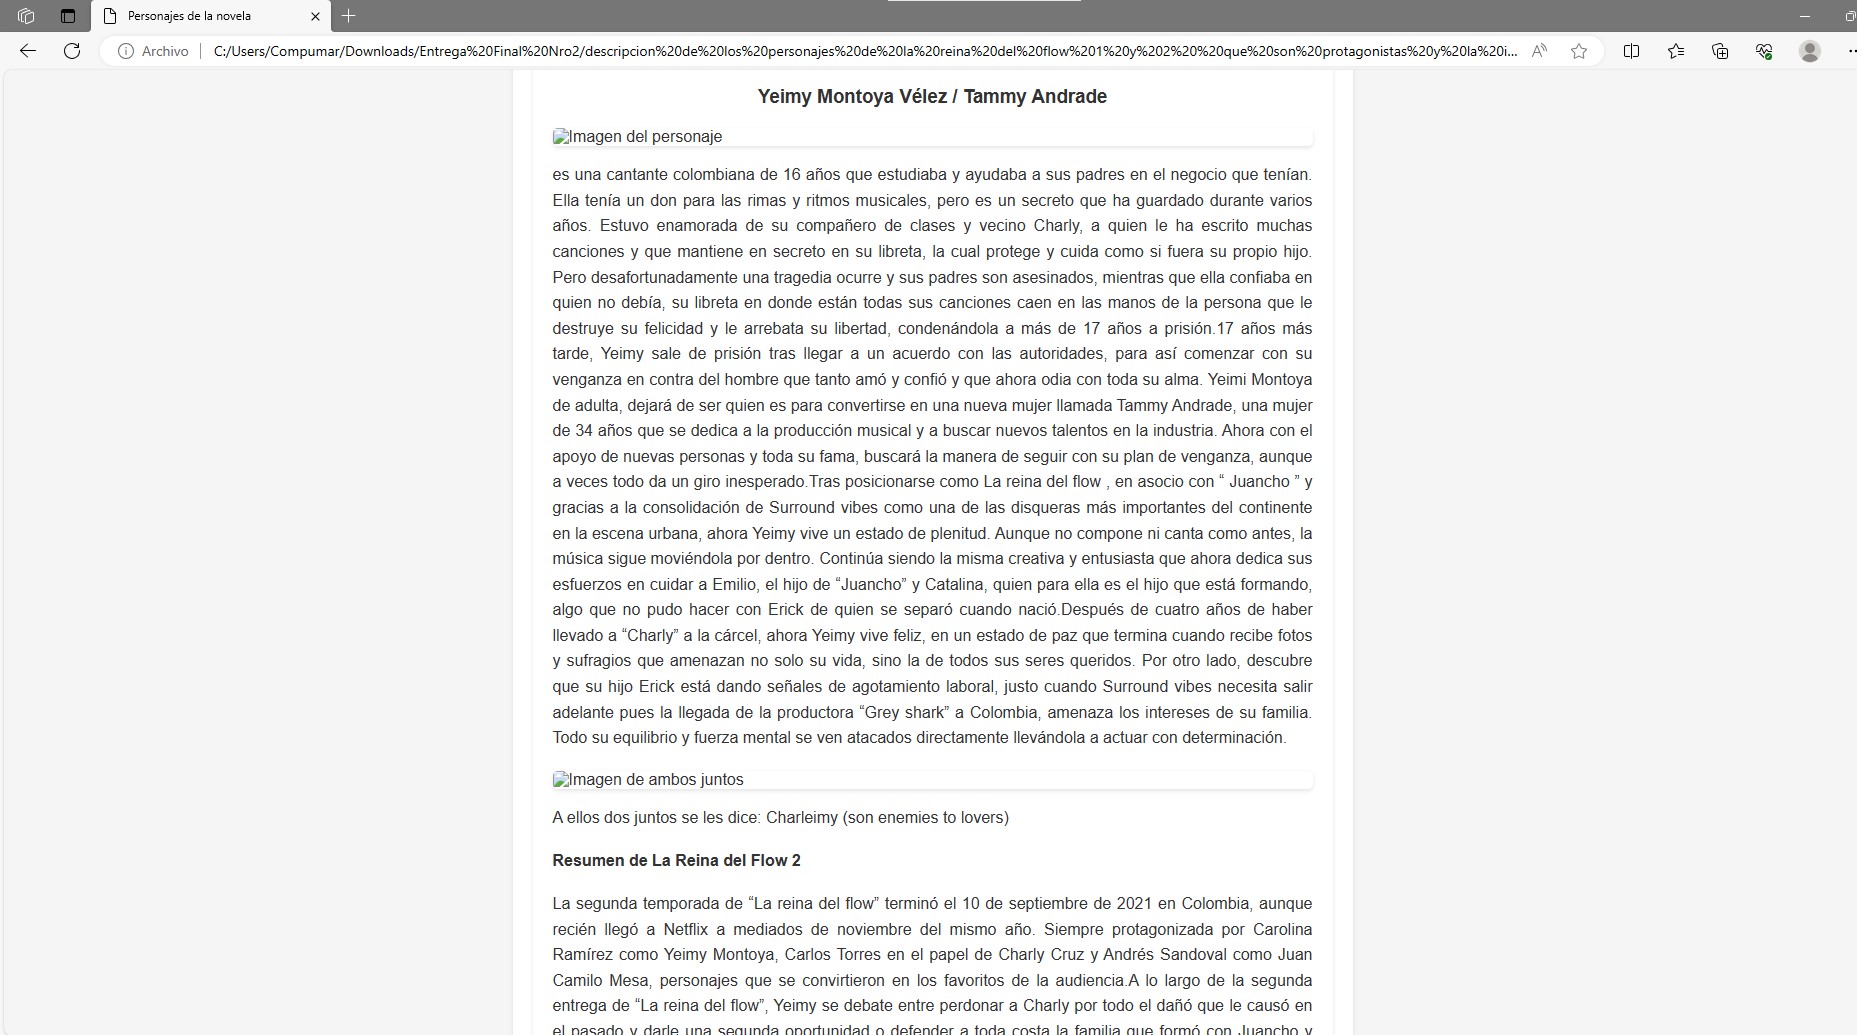 Personajes de la novela
Archivo
C:/Users/Compumar/Downloads/Entrega%20Final%20Nro2/descripcion%20de%20los%20personajes%20de%20la%20reina%20del%20flow%201%20y%202%20%20que%20son%20protagonistas%20y%20la%20i...
Yeimy Montoya Vélez / Tammy Andrade
Imagen del personaje
es una cantante colombiana de 16 años que estudiaba y ayudaba a sus padres en el negocio que tenían.
Ella tenía un don para las rimas y ritmos musicales, pero es un secreto que ha guardado durante varios
años. Estuvo enamorada de su compañero de clases y vecino Charly, a quien le ha escrito muchas
canciones y que mantiene en secreto en su libreta, la cual protege y cuida como si fuera su propio hijo.
Pero desafortunadamente una tragedia ocurre y sus padres son asesinados, mientras que ella confiaba en
quien no debía, su libreta en donde están todas sus canciones caen en las manos de la persona que le
destruye su felicidad y le arrebata su libertad, condenándola a más de 17 años a prisión.17 años más
tarde, Yeimy sale de prisión tras llegar a un acuerdo con las autoridades, para así comenzar con su
venganza en contra del hombre que tanto amó y confió y que ahora odia con toda su alma. Yeimi Montoya
de adulta, dejará de ser quien es para convertirse en una nueva mujer llamada Tammy Andrade, una mujer
de 34 años que se dedica a la producción musical y a buscar nuevos talentos en la industria. Ahora con el
apoyo de nuevas personas y toda su fama, buscará la manera de seguir con su plan de venganza, aunque
a veces todo da un giro inesperado.Tras posicionarse como La reina del flow , en asocio con “ Juancho ” y
gracias a la consolidación de Surround vibes como una de las disqueras más importantes del continente
en la escena urbana, ahora Yeimy vive un estado de plenitud. Aunque no compone ni canta como antes, la
música sigue moviéndola por dentro. Continúa siendo la misma creativa y entusiasta que ahora dedica sus
esfuerzos en cuidar a Emilio, el hijo de “Juancho” y Catalina, quien para ella es el hijo que está formando,
algo que no pudo hacer con Erick de quien se separó cuando nació.Después de cuatro años de haber
llevado a “Charly” a la cárcel, ahora Yeimy vive feliz, en un estado de paz que termina cuando recibe fotos
y sufragios que amenazan no solo su vida, sino la de todos sus seres queridos. Por otro lado, descubre
que su hijo Erick está dando señales de agotamiento laboral, justo cuando Surround vibes necesita salir
adelante pues la llegada de la productora “Grey shark” a Colombia, amenaza los intereses de su familia.
Todo su equilibrio y fuerza mental se ven atacados directamente llevándola a actuar con determinación.
Imagen de ambos juntos
A ellos dos juntos se les dice: Charleimy (son enemies to lovers)
Resumen de La Reina del Flow 2
La segunda temporada de “La reina del flow” terminó el 10 de septiembre de 2021 en Colombia, aunque
recién llegó a Netflix a mediados de noviembre del mismo año. Siempre protagonizada por Carolina
Ramírez como Yeimy Montoya, Carlos Torres en el papel de Charly Cruz y Andrés Sandoval como Juan
Camilo Mesa, personajes que se convirtieron en los favoritos de la audiencia.A lo largo de la segunda
entrega de “La reina del flow”, Yeimy se debate entre perdonar a Charly por todo el dañó que le causó en
el pasado y darle una segunda oportunidad o defender a toda costa la familia que formó con Juancho y